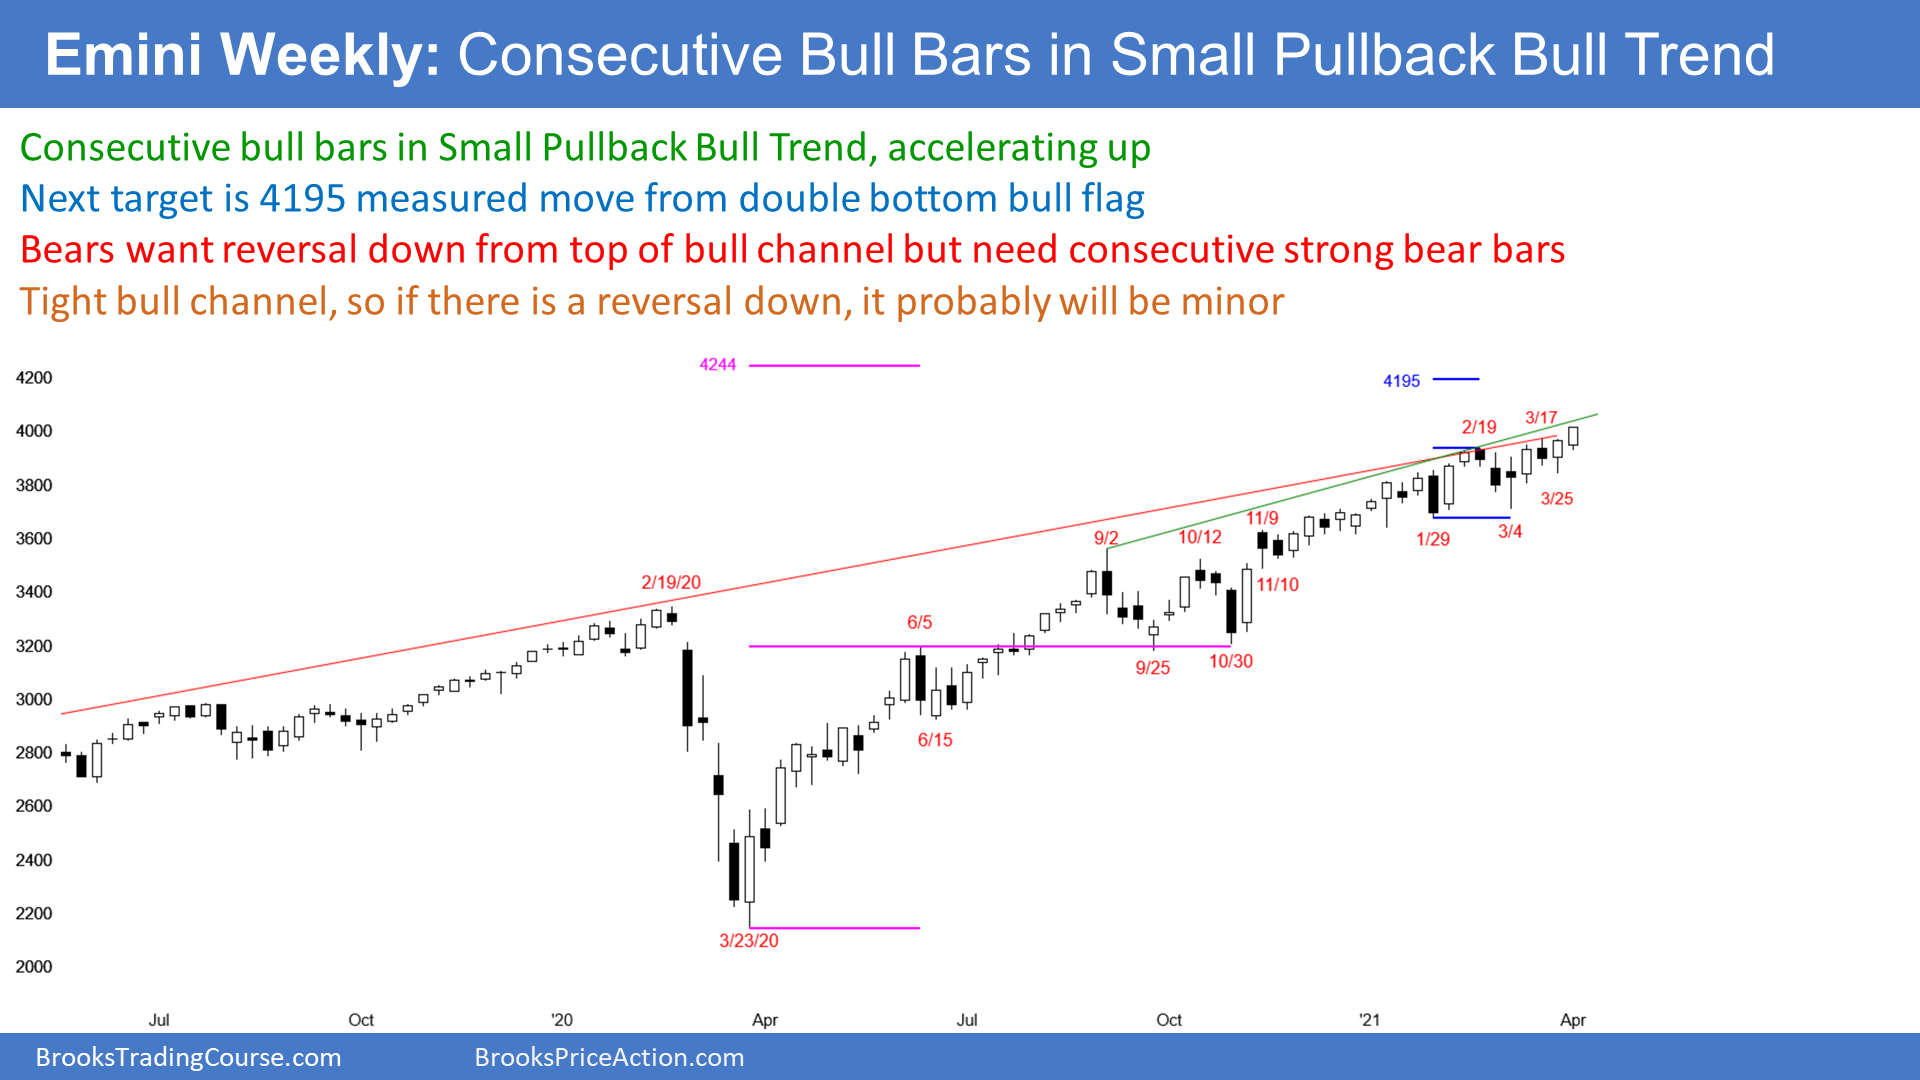 Emini Weekly: Consecutive Bull Bars in Small Pullback Bull Trend
Consecutive bull bars in Small Pullback Bull Trend, accelerating up
Next target is 4195 measured move from double bottom bull flag
Bears want reversal down from top of bull channel but need consecutive strong bear bars
Tight bull channel, so if there is a reversal down, it probably will be minor
4244
4200
4195
4000
3/17
2/19
3800
3/25
11/9
3600
9/2
10/12
1/29
3/4
3400
2/19/20
11/10
6/5
3200
9/25
10/30
3000
6/15
2800
2600
2400
2200
3/23/20
2000
Jul
Oct
'20
Apr
Jul
Oct
'21
Apr
BrooksTradingCourse.com
BrooksPriceAction.com